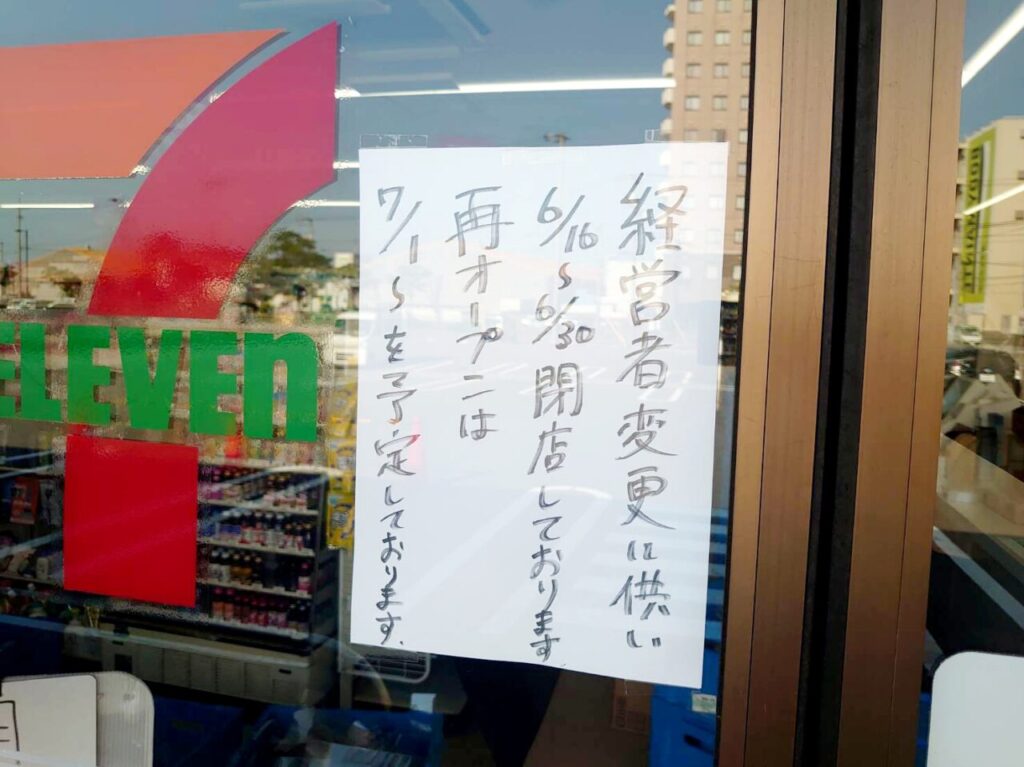 経営者変更に供い
6/16~6/30閉店しております.
再オープンは
7/1~を予定しております.
ELEVEn